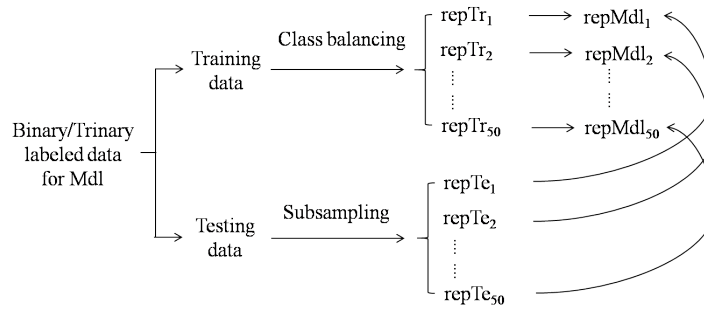 Binary/Trinary
labeled data
for Mdl
Training
data
Class balancing
repTr1
repMdl1
repTr2
repMdl2
repTr50
repMdl50
Testing
data
Subsampling
repTe1
repTe2
repTe50